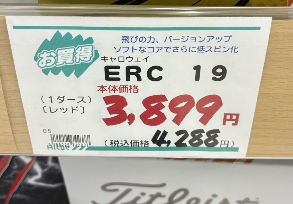 飛びの力、バージョンアップ
ソフトなコアでさらに低スピン化
お買得
キャロウェイ
ERC 19
本体価格
(1ダース)
(レッド)
3,899円
(税込価格 4,288円)
05
Titleist